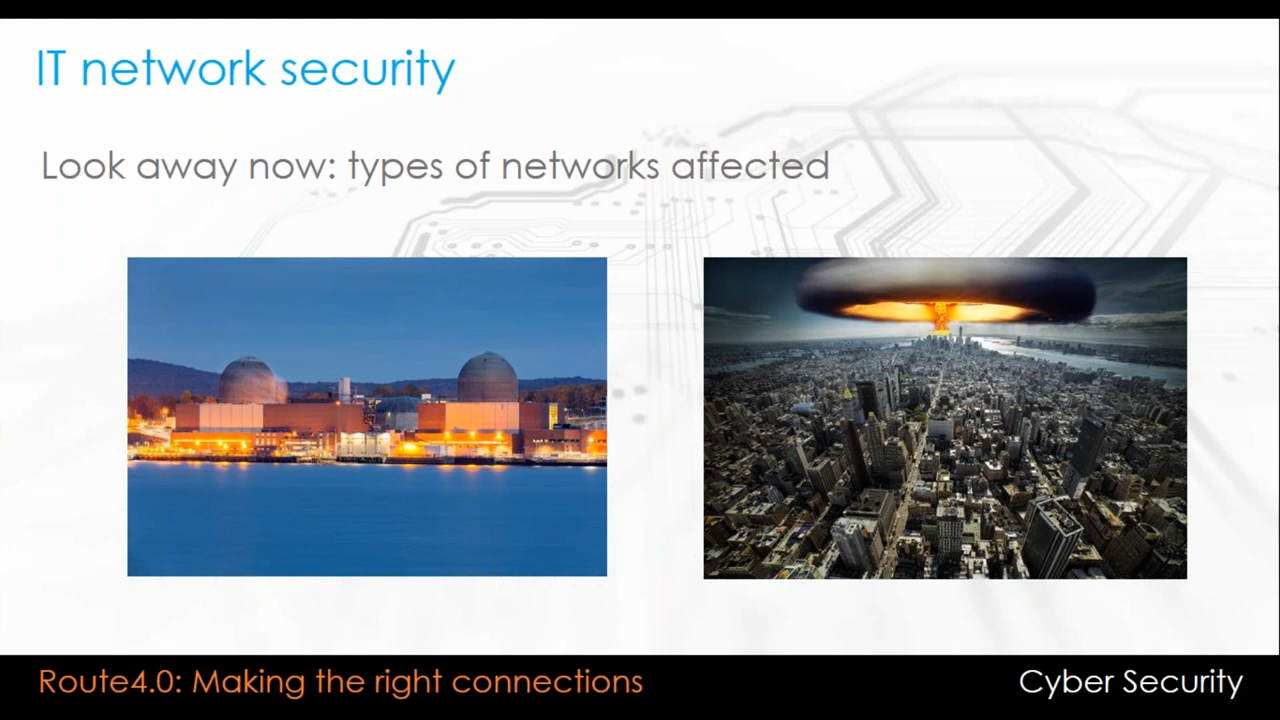 IT network security
Look away now: types of networks affected
Route4.0: Making the right connections
Cyber Security